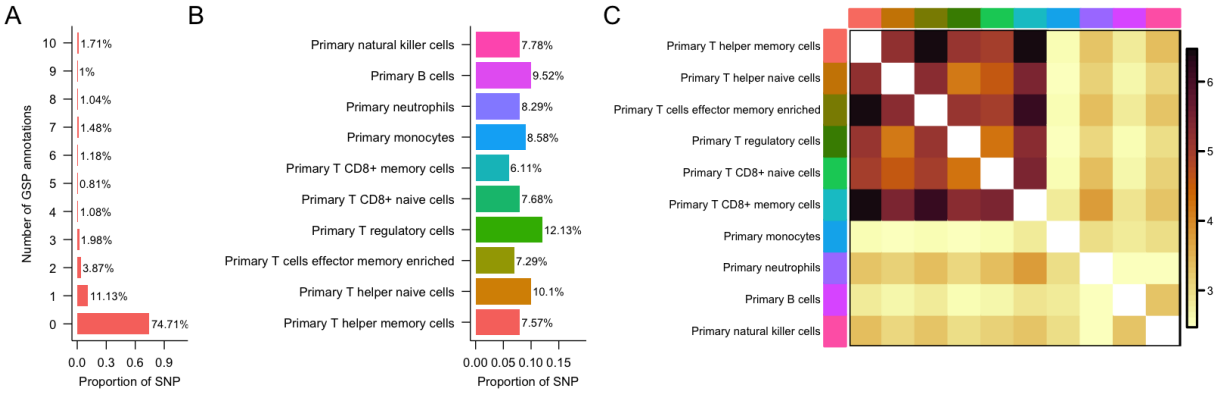 A
Number of GSP annotations
10 1.71%
9 1%
8 1.04%
7 1.48%
6 1.18%
5 0.81%
4 1.08%
3 1.98%
2 3.87%
1 11.13%
0 74.71%
0.0 0.3 0.6 0.9
Proportion of SNP
B
Primary natural killer cells 7.78%
Primary B cells 9.52%
Primary neutrophils 8.29%
Primary monocytes 8.58%
Primary T CD8+ memory cells 6.11%
Primary T CD8+ naive cells 7.68%
Primary T regulatory cells 12.13%
Primary T cells effector memory enriched 7.29%
Primary T helper naive cells 10.1%
Primary T helper memory cells 7.57%
0.00 0.05 0.10 0.15
Proportion of SNP
C
Primary T helper memory cells
Primary T helper naive cells
Primary T cells effector memory enriched
Primary T regulatory cells
Primary T CD8+ naive cells
Primary T CD8+ memory cells
Primary monocytes
Primary neutrophils
Primary B cells
Primary natural killer cells
6
5
4
3